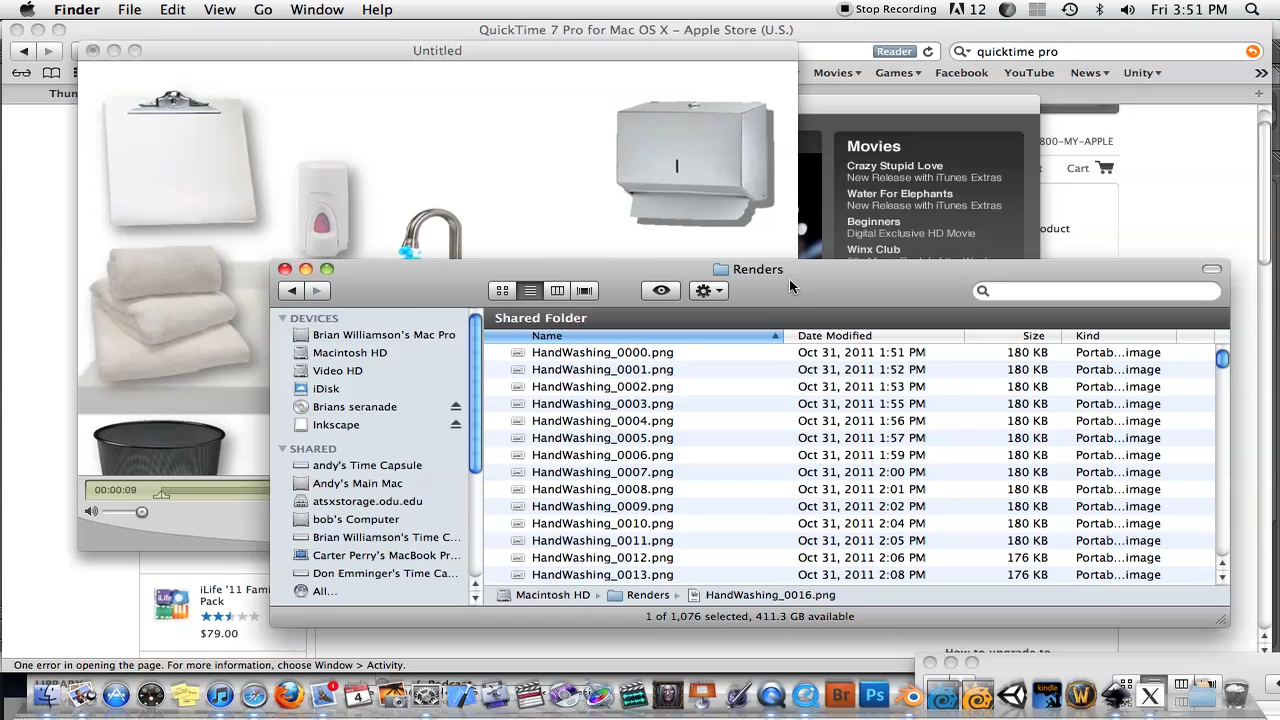 Finder File Edit View Go Window Help Stop Recording 12 Fri 3:51 PM
QuickTime 7 Pro for Mac OS X – Apple Store (U.S.)
Untitled
Reader quicktime pro
Movies Games Facebook YouTube News Unity
Thun
Movies
Crazy Stupid Love
New Release with iTunes Extras
Water For Elephants
New Release with iTunes Extras
Beginners
Digital Exclusive HD Movie
Winx Club
800-MY-APPLE
Cart
oduct
Renders
Shared Folder
DEVICES
Brian Williamson's Mac Pro
Macintosh HD
Video HD
iDisk
Brians seranade
Inkscape
SHARED
andy's Time Capsule
Andy's Main Mac
atsxstorage.odu.edu
bob's Computer
Brian Williamson's Time C...
Carter Perry's MacBook Pr...
Don Emminger's Time Ca...
All...
Name Date Modified Size Kind
HandWashing_0000.png Oct 31, 2011 1:51 PM 180 KB Portab...image
HandWashing_0001.png Oct 31, 2011 1:52 PM 180 KB Portab...image
HandWashing_0002.png Oct 31, 2011 1:53 PM 180 KB Portab...image
HandWashing_0003.png Oct 31, 2011 1:55 PM 180 KB Portab...image
HandWashing_0004.png Oct 31, 2011 1:56 PM 180 KB Portab...image
HandWashing_0005.png Oct 31, 2011 1:57 PM 180 KB Portab...image
HandWashing_0006.png Oct 31, 2011 1:59 PM 180 KB Portab...image
HandWashing_0007.png Oct 31, 2011 2:00 PM 180 KB Portab...image
HandWashing_0008.png Oct 31, 2011 2:01 PM 180 KB Portab...image
HandWashing_0009.png Oct 31, 2011 2:02 PM 180 KB Portab...image
HandWashing_0010.png Oct 31, 2011 2:04 PM 180 KB Portab...image
HandWashing_0011.png Oct 31, 2011 2:05 PM 180 KB Portab...image
HandWashing_0012.png Oct 31, 2011 2:06 PM 176 KB Portab...image
HandWashing_0013.png Oct 31, 2011 2:08 PM 176 KB Portab...image
Macintosh HD Renders HandWashing_0016.png
1 of 1,076 selected, 411.3 GB available
00:00:09
iLife '11 Fami
Pack
$79.00
One error in opening the page. For more information, choose Window > Activity.
Br Ps
kindle